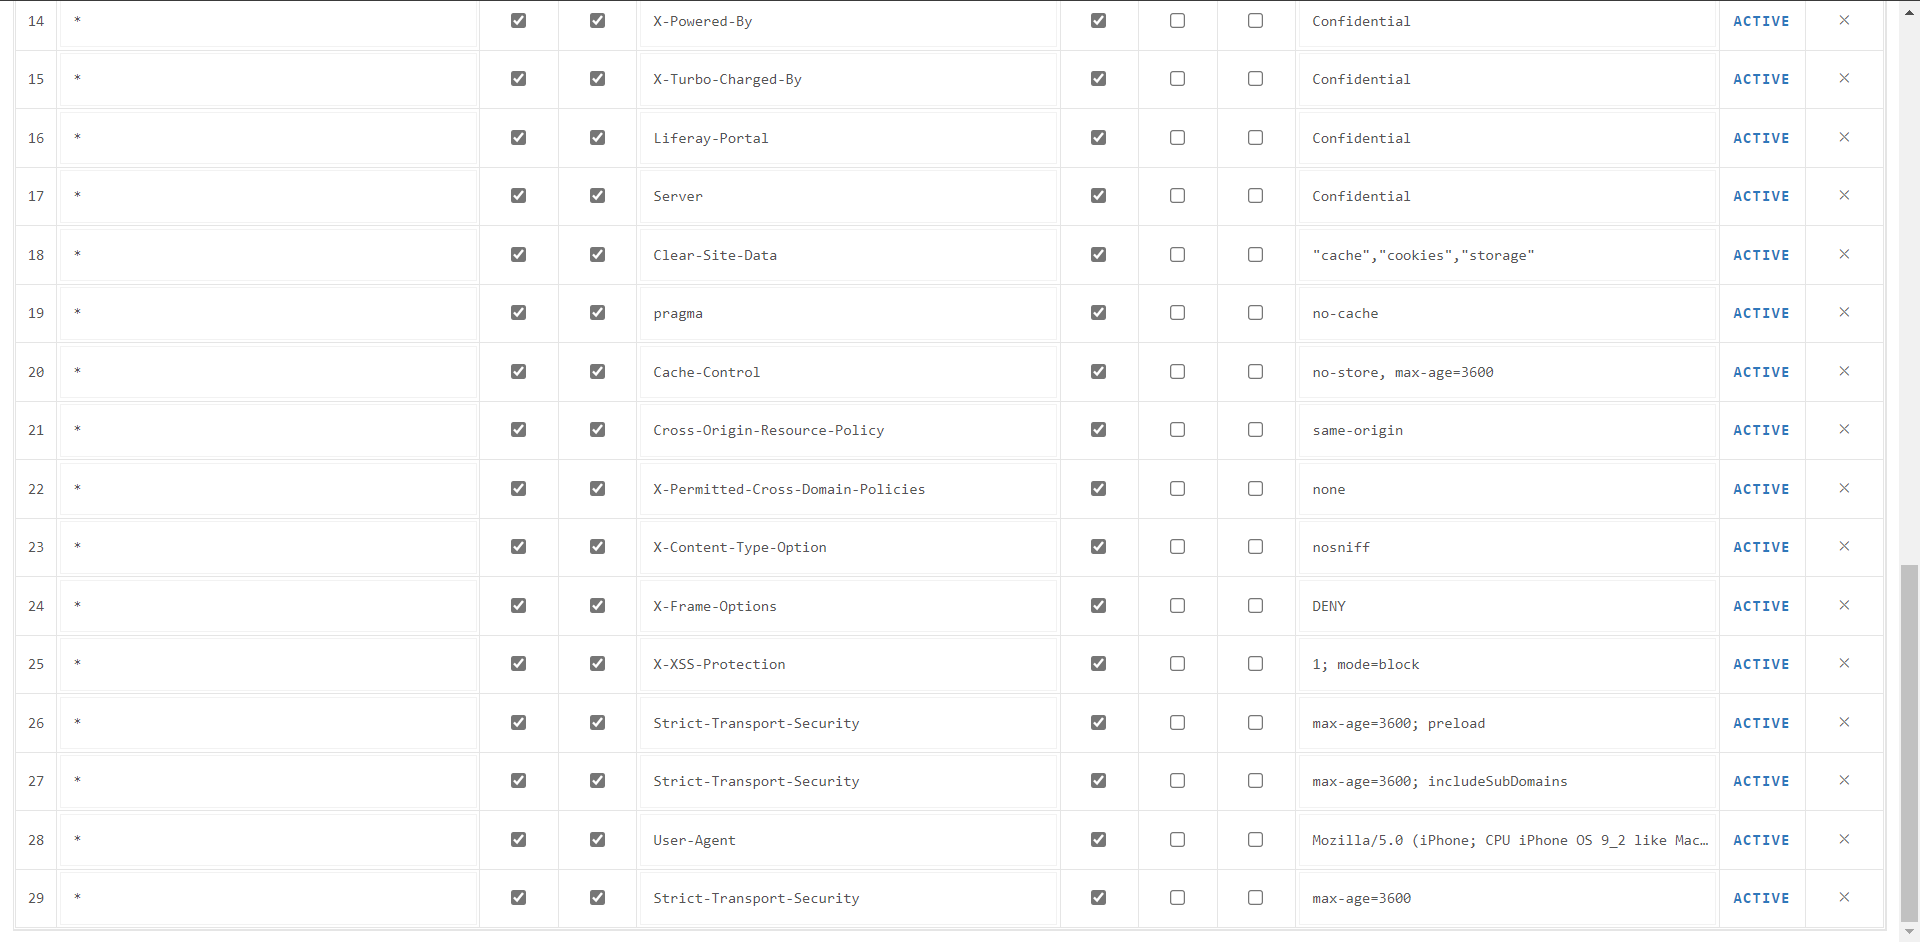 14 * X-Powered-By Confidential ACTIVE ×
15 * X-Turbo-Charged-By Confidential ACTIVE ×
16 * Liferay-Portal Confidential ACTIVE ×
17 * Server Confidential ACTIVE ×
18 * Clear-Site-Data "cache","cookies","storage" ACTIVE ×
19 * pragma no-cache ACTIVE ×
20 * Cache-Control no-store, max-age=3600 ACTIVE ×
21 * Cross-Origin-Resource-Policy same-origin ACTIVE ×
22 * X-Permitted-Cross-Domain-Policies none ACTIVE ×
23 * X-Content-Type-Option nosniff ACTIVE ×
24 * X-Frame-Options DENY ACTIVE ×
25 * X-XSS-Protection 1; mode=block ACTIVE ×
26 * Strict-Transport-Security max-age=3600; preload ACTIVE ×
27 * Strict-Transport-Security max-age=3600; includeSubDomains ACTIVE ×
28 * User-Agent Mozilla/5.0 (iPhone; CPU iPhone OS 9_2 like Mac… ACTIVE ×
29 * Strict-Transport-Security max-age=3600 ACTIVE ×